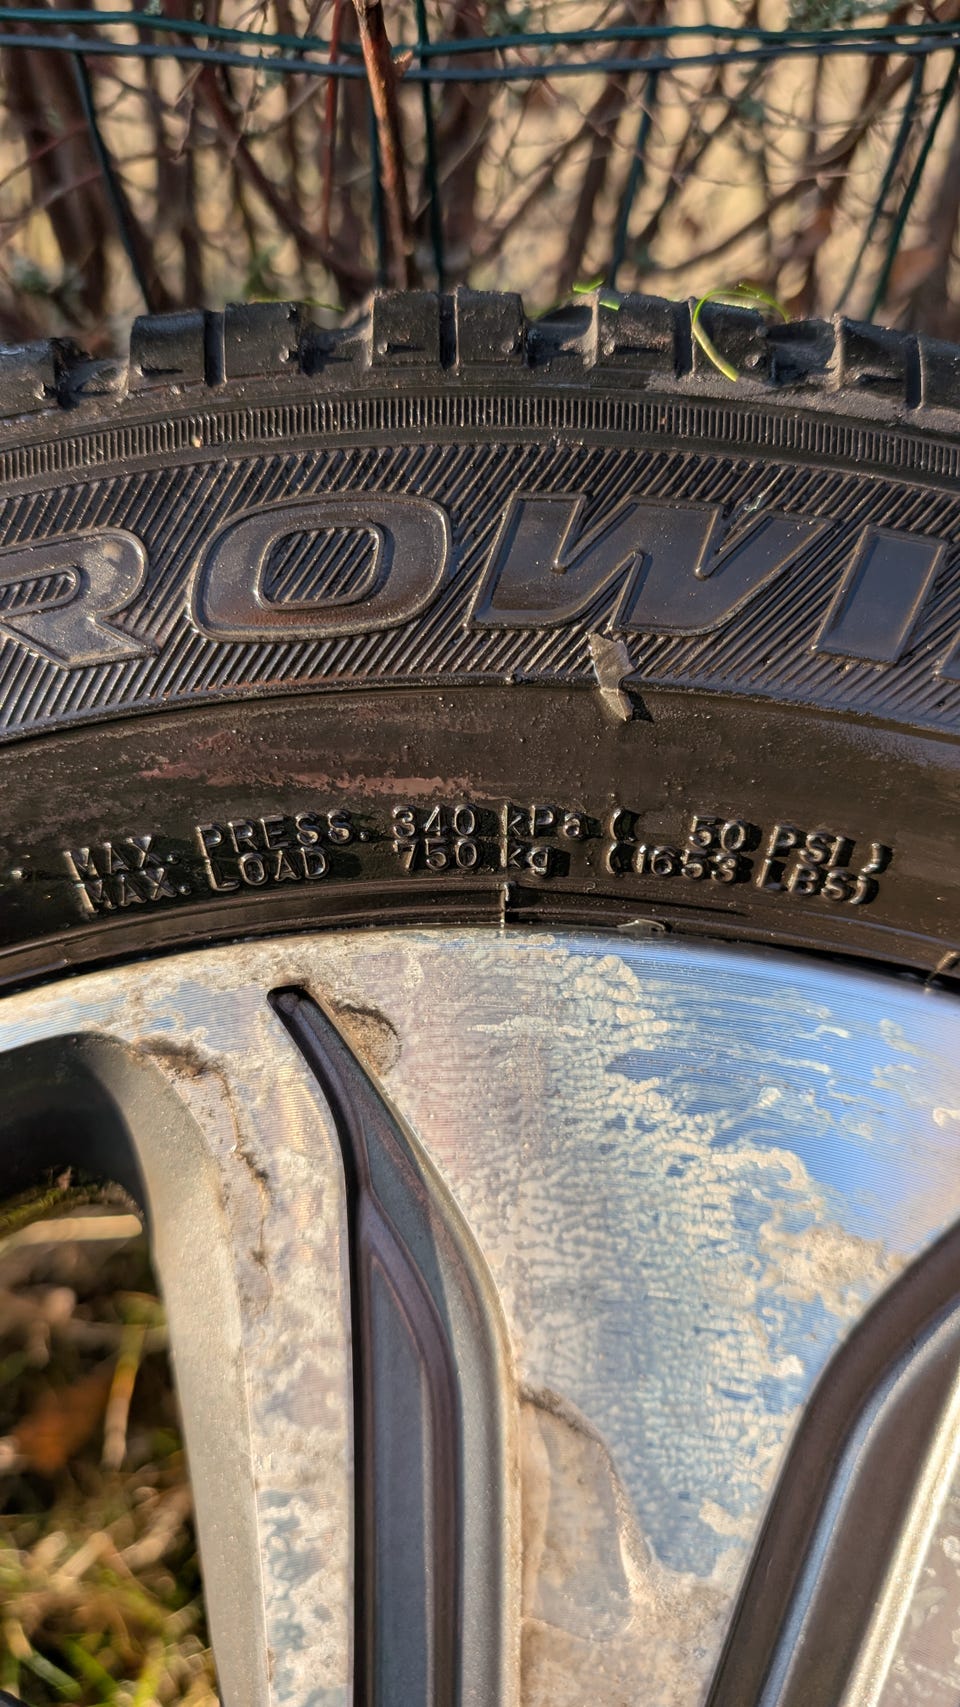 ROWI
MAX. PRESS. 340 kPa ( 50 PSI )
MAX. LOAD 750 kg (1653 LBS)